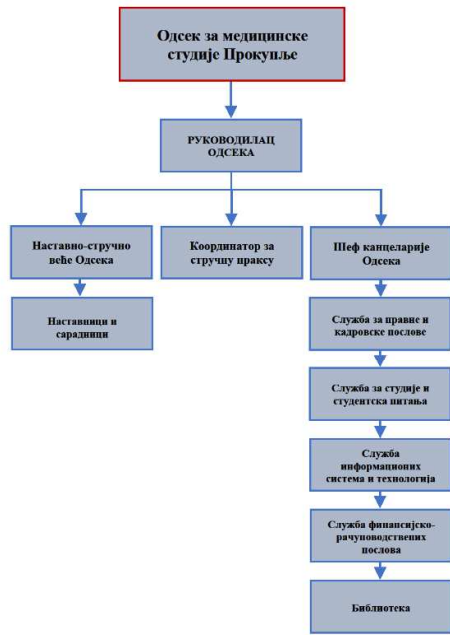 Одсек за медицинске
студије Прокупље
РУКОВОДИЛАЦ
ОДСЕКА
Наставно-стручно
веће Одсека
Координатор за
стручну праксу
Шеф канцеларије
Одсека
Наставници и
сарадници
Служба за правне и
кадровске послове
Служба за студије и
студентска питања
Служба
информационих
система и технологија
Служба финансијско-
рачуноводствених
послова
Библиотека